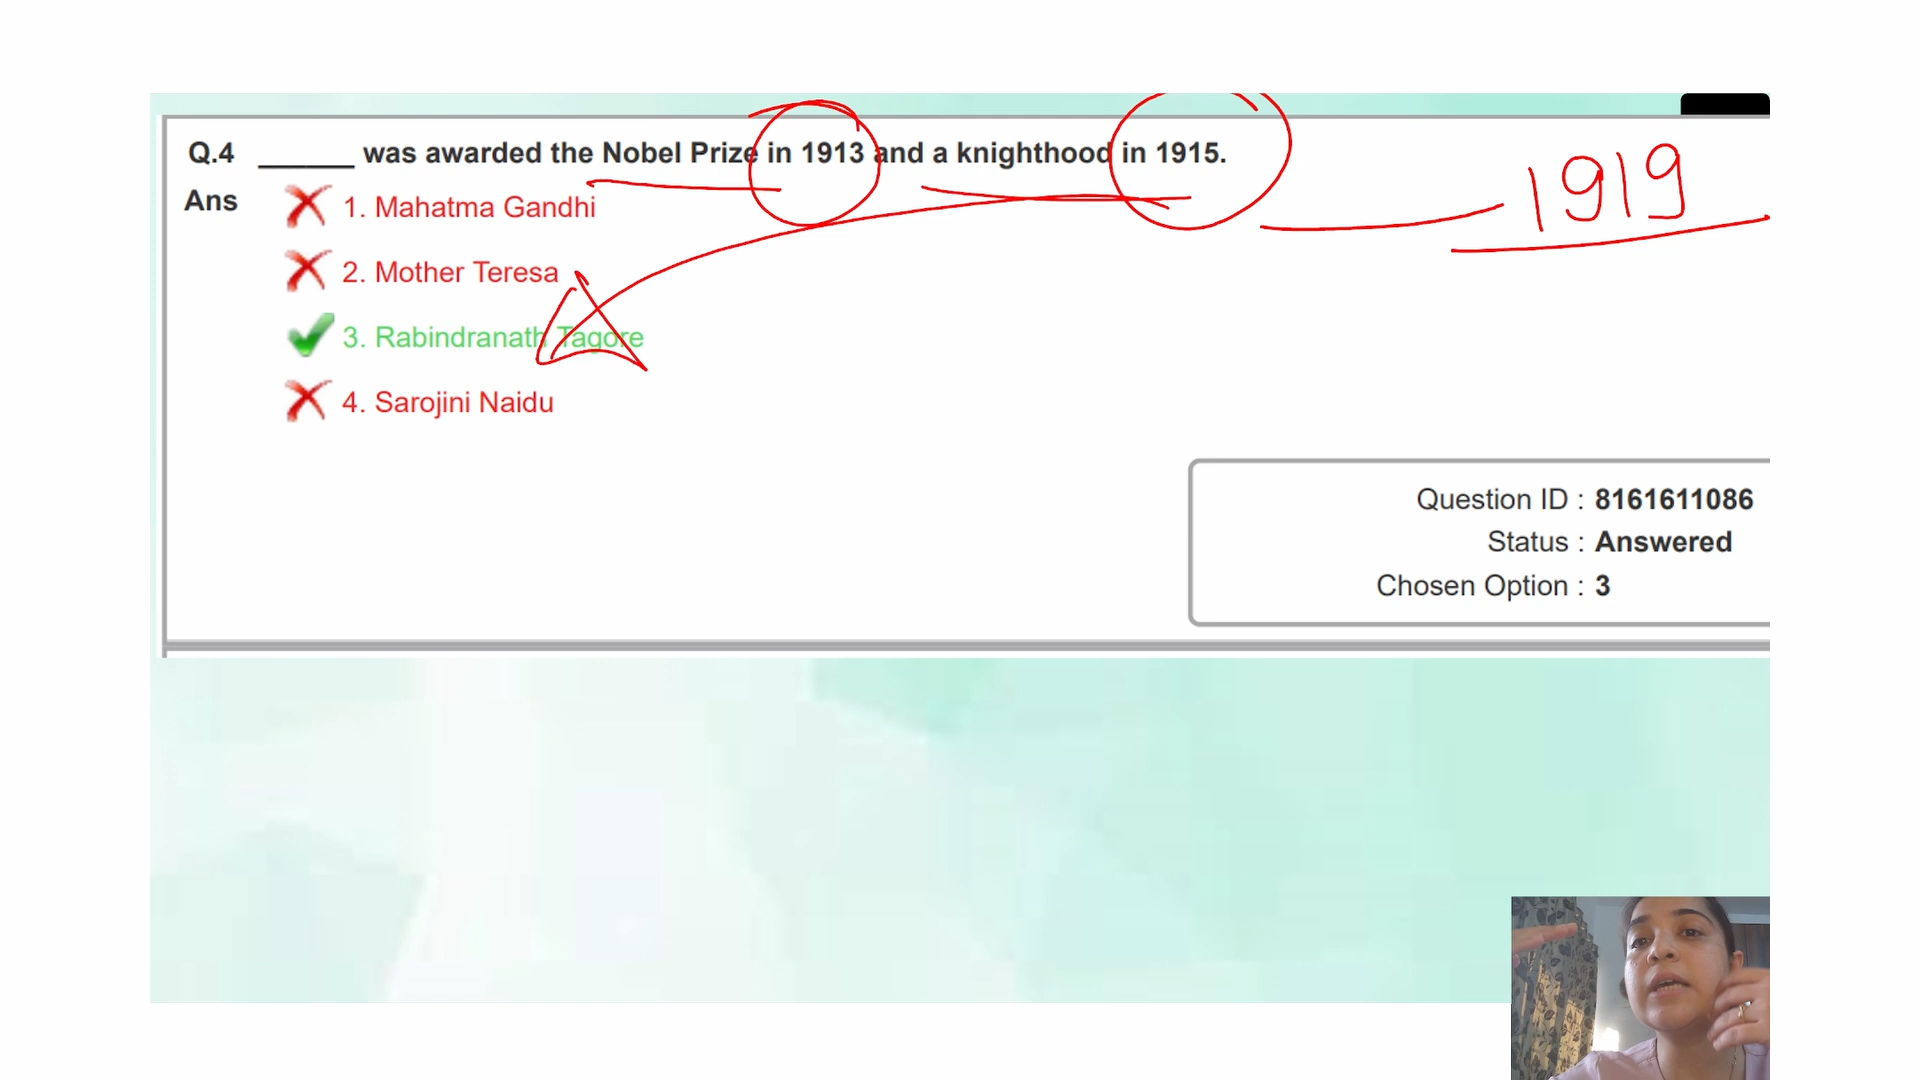 Q.4 ______ was awarded the Nobel Prize in 1913 and a knighthood in 1915.
1919
Ans 1. Mahatma Gandhi
2. Mother Teresa
3. Rabindranath Tagore
4. Sarojini Naidu
Question ID : 8161611086
Status : Answered
Chosen Option : 3